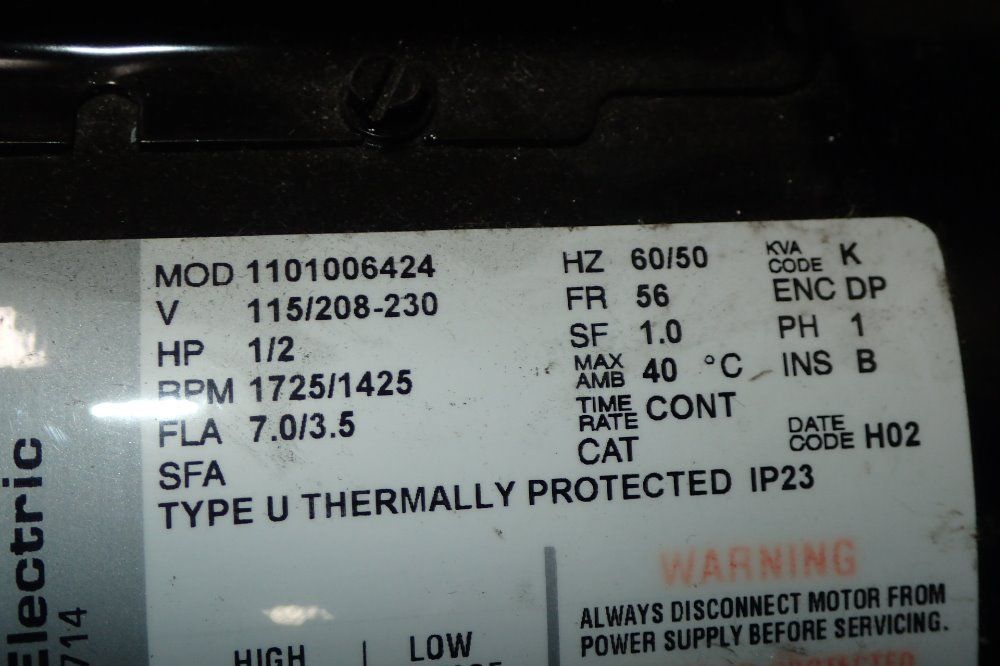 MOD 1101006424
V 115/208-230
HP 1/2
RPM 1725/1425
FLA 7.0/3.5
SFA
HZ 60/50
FR 56
SF 1.0
MAX AMB 40 °C
TIME RATE CONT
CAT
KVA CODE K
ENC DP
PH 1
INS B
DATE CODE H02
TYPE U THERMALLY PROTECTED IP23
Electric
714
HIGH
LOW
WARNING
ALWAYS DISCONNECT MOTOR FROM
POWER SUPPLY BEFORE SERVICING.
PROTECTED